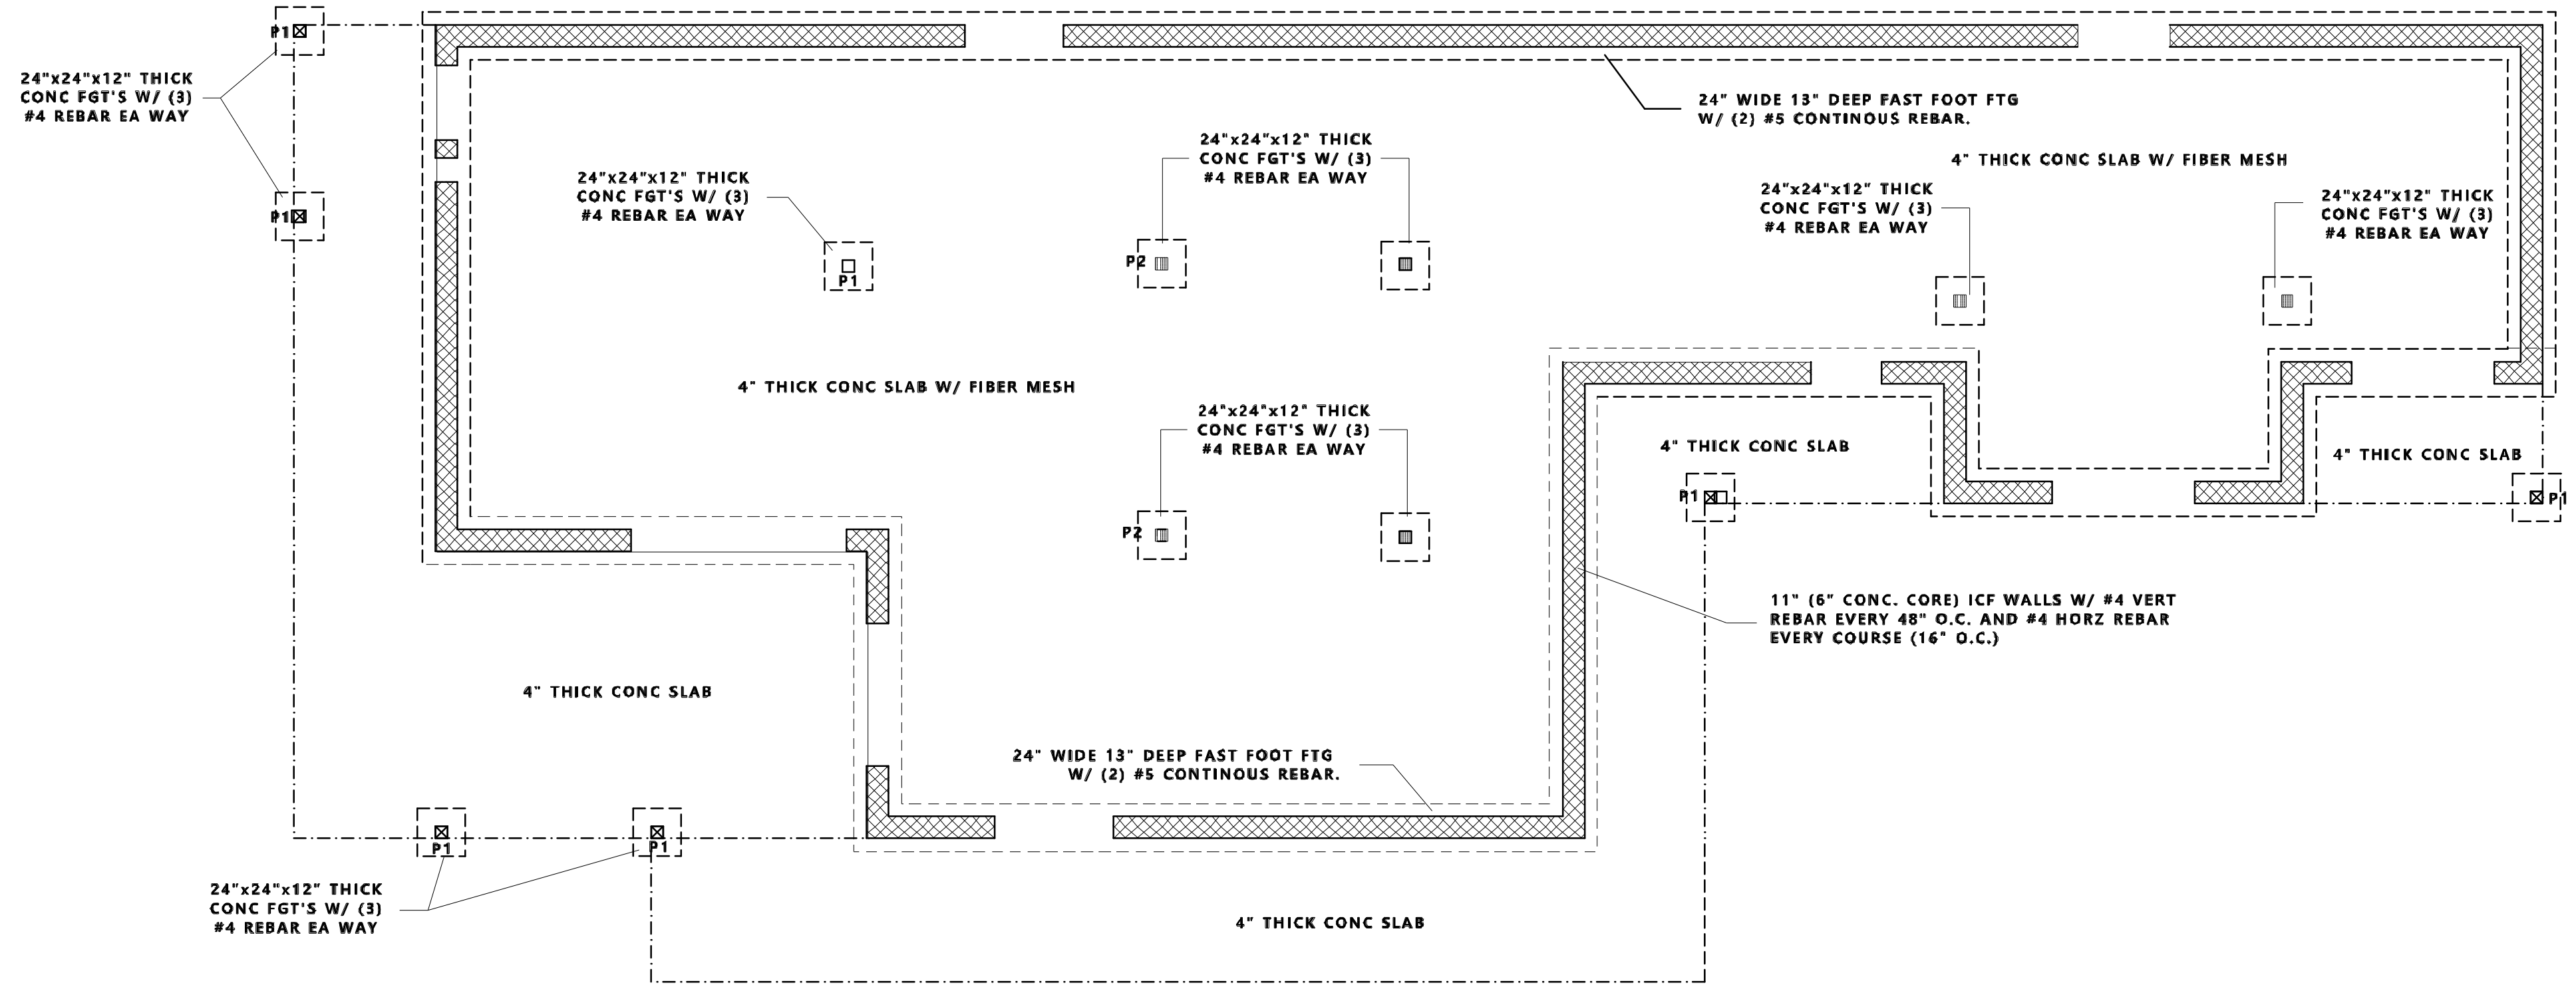 P1
24"x24"x12" THICK
CONC FGT'S W/ (3)
#4 REBAR EA WAY
P1
24" WIDE 13" DEEP FAST FOOT FTG
W/ (2) #5 CONTINOUS REBAR.
24"x24"x12" THICK
CONC FGT'S W/ (3)
#4 REBAR EA WAY
4" THICK CONC SLAB W/ FIBER MESH
24"x24"x12" THICK
CONC FGT'S W/ (3)
#4 REBAR EA WAY
24"x24"x12" THICK
CONC FGT'S W/ (3)
#4 REBAR EA WAY
24"x24"x12" THICK
CONC FGT'S W/ (3)
#4 REBAR EA WAY
P1
P2
4" THICK CONC SLAB W/ FIBER MESH
24"x24"x12" THICK
CONC FGT'S W/ (3)
#4 REBAR EA WAY
P2
4" THICK CONC SLAB
4" THICK CONC SLAB
P1
P1
11" (6" CONC. CORE) ICF WALLS W/ #4 VERT
REBAR EVERY 48" O.C. AND #4 HORZ REBAR
EVERY COURSE (16" O.C.)
4" THICK CONC SLAB
24" WIDE 13" DEEP FAST FOOT FTG
W/ (2) #5 CONTINOUS REBAR.
P1
P1
24"x24"x12" THICK
CONC FGT'S W/ (3)
#4 REBAR EA WAY
4" THICK CONC SLAB